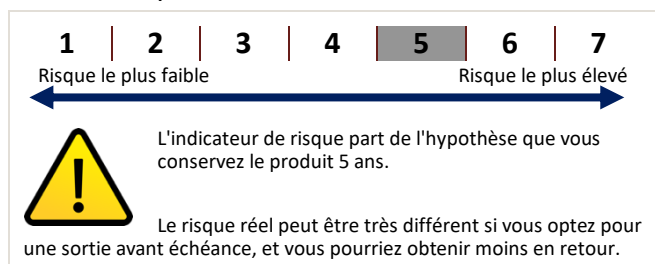 1 2 3 4 5 6 7
Risque le plus faible Risque le plus élevé
L'indicateur de risque part de l'hypothèse que vous
conservez le produit 5 ans.
Le risque réel peut être très différent si vous optez pour
une sortie avant échéance, et vous pourriez obtenir moins en retour.